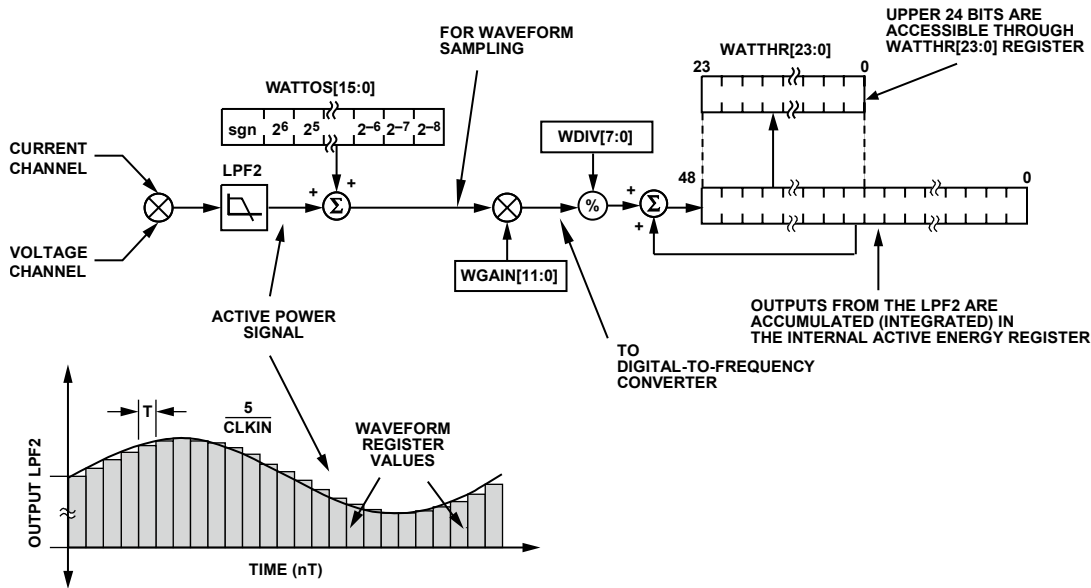 UPPER 24 BITS ARE
ACCESSIBLE THROUGH
WATTHR[23:0] REGISTER
FOR WAVEFORM
SAMPLING
WATTHR[23:0]
23
0
WATTOS[15:0]
sgn 2⁶ 2⁵ 2⁻⁶ 2⁻⁷ 2⁻⁸
WDIV[7:0]
CURRENT
CHANNEL
LPF2
+ +
Σ
%
+
Σ
+
48
0
VOLTAGE
CHANNEL
WGAIN[11:0]
OUTPUTS FROM THE LPF2 ARE
ACCUMULATED (INTEGRATED) IN
THE INTERNAL ACTIVE ENERGY REGISTER
ACTIVE POWER
SIGNAL
TO
DIGITAL-TO-FREQUENCY
CONVERTER
T
5
CLKIN
WAVEFORM
REGISTER
VALUES
OUTPUT LPF2
TIME (nT)